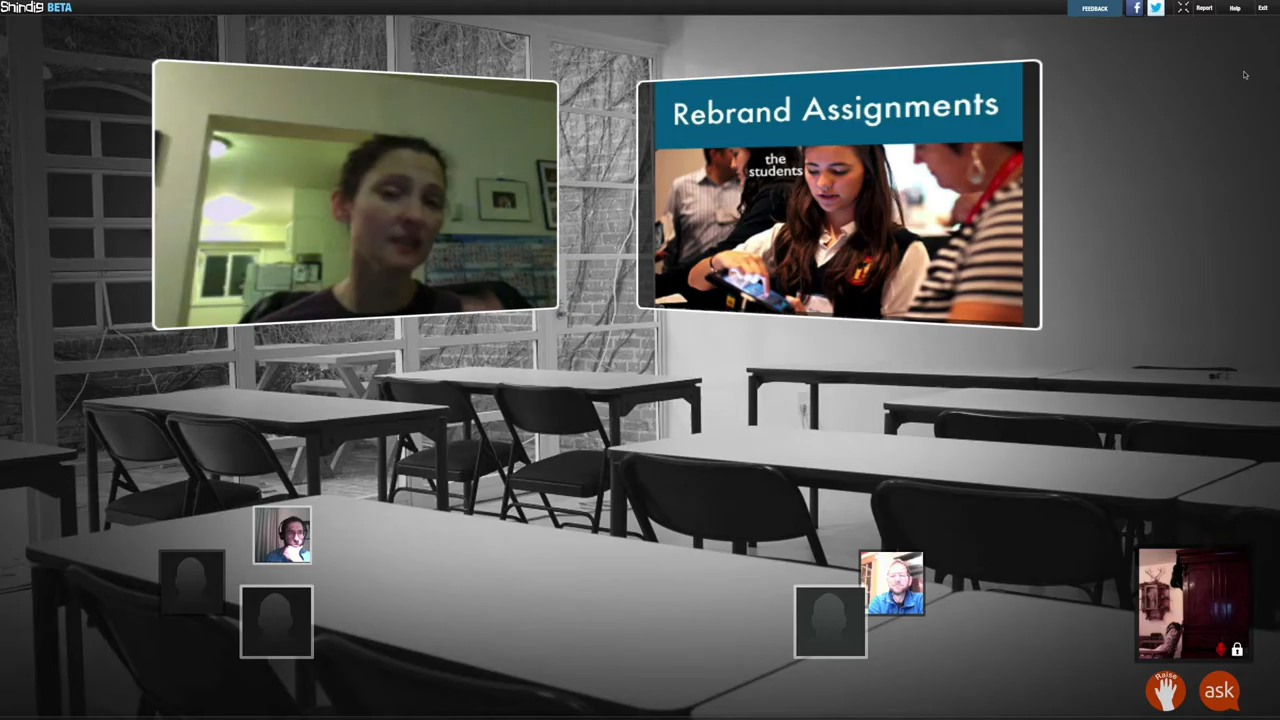 Shindig BETA
FEEDBACK
f
Report
Help
Exit
Rebrand Assignments
the
students
Raise
ask